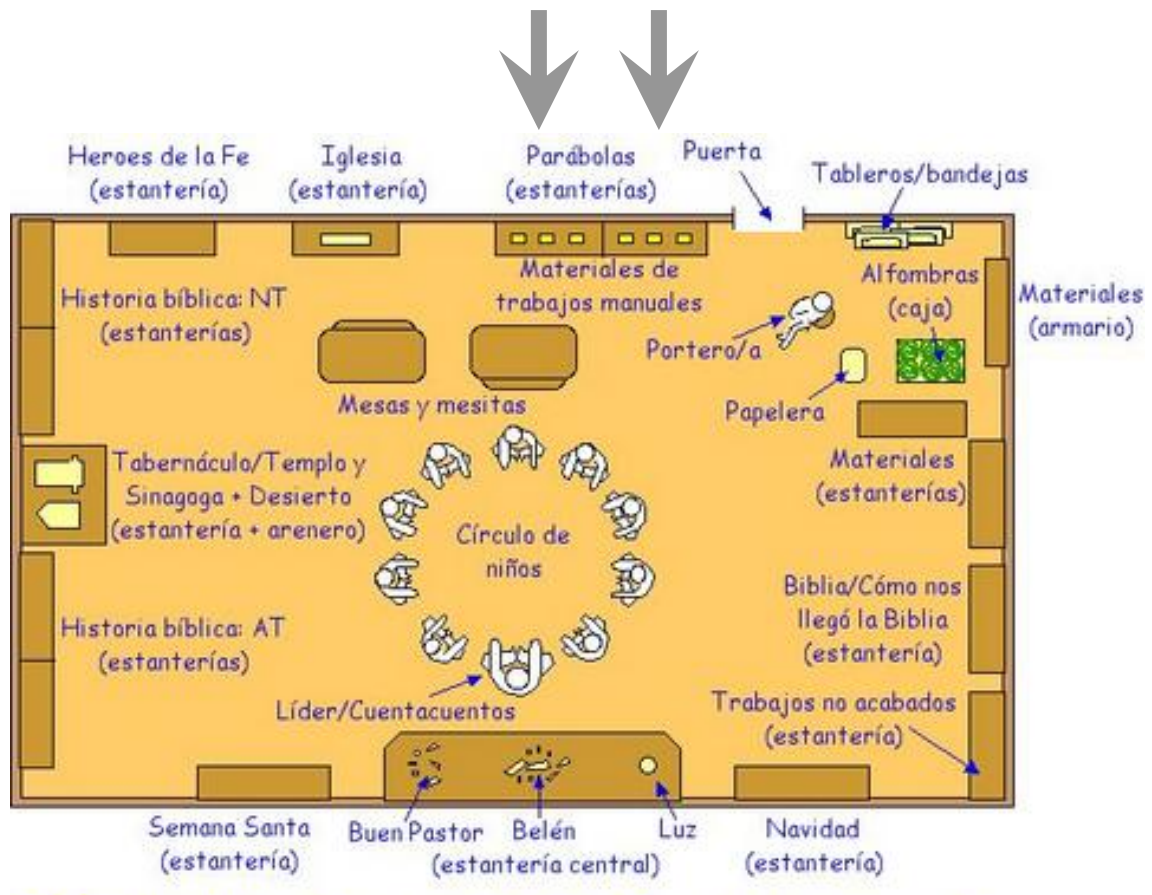 Heroes de la Fe
(estantería)
Iglesia
(estantería)
Parábolas
(estanterías)
Puerta
Tableros/bandejas
Historia bíblica: NT
(estanterías)
Materiales de
trabajos manuales
Alfombras
(caja)
Materiales
(armario)
Portero/a
Mesas y mesitas
Papelera
Tabernáculo/Templo y
Sinagoga + Desierto
(estantería + arenero)
Materiales
(estanterías)
Círculo de
niños
Biblia/Cómo nos
llegó la Biblia
(estantería)
Historia bíblica: AT
(estanterías)
Líder/Cuentacuentos
Trabajos no acabados
(estantería)
Semana Santa
(estantería)
Buen Pastor
Belén
Luz
(estantería central)
Navidad
(estantería)